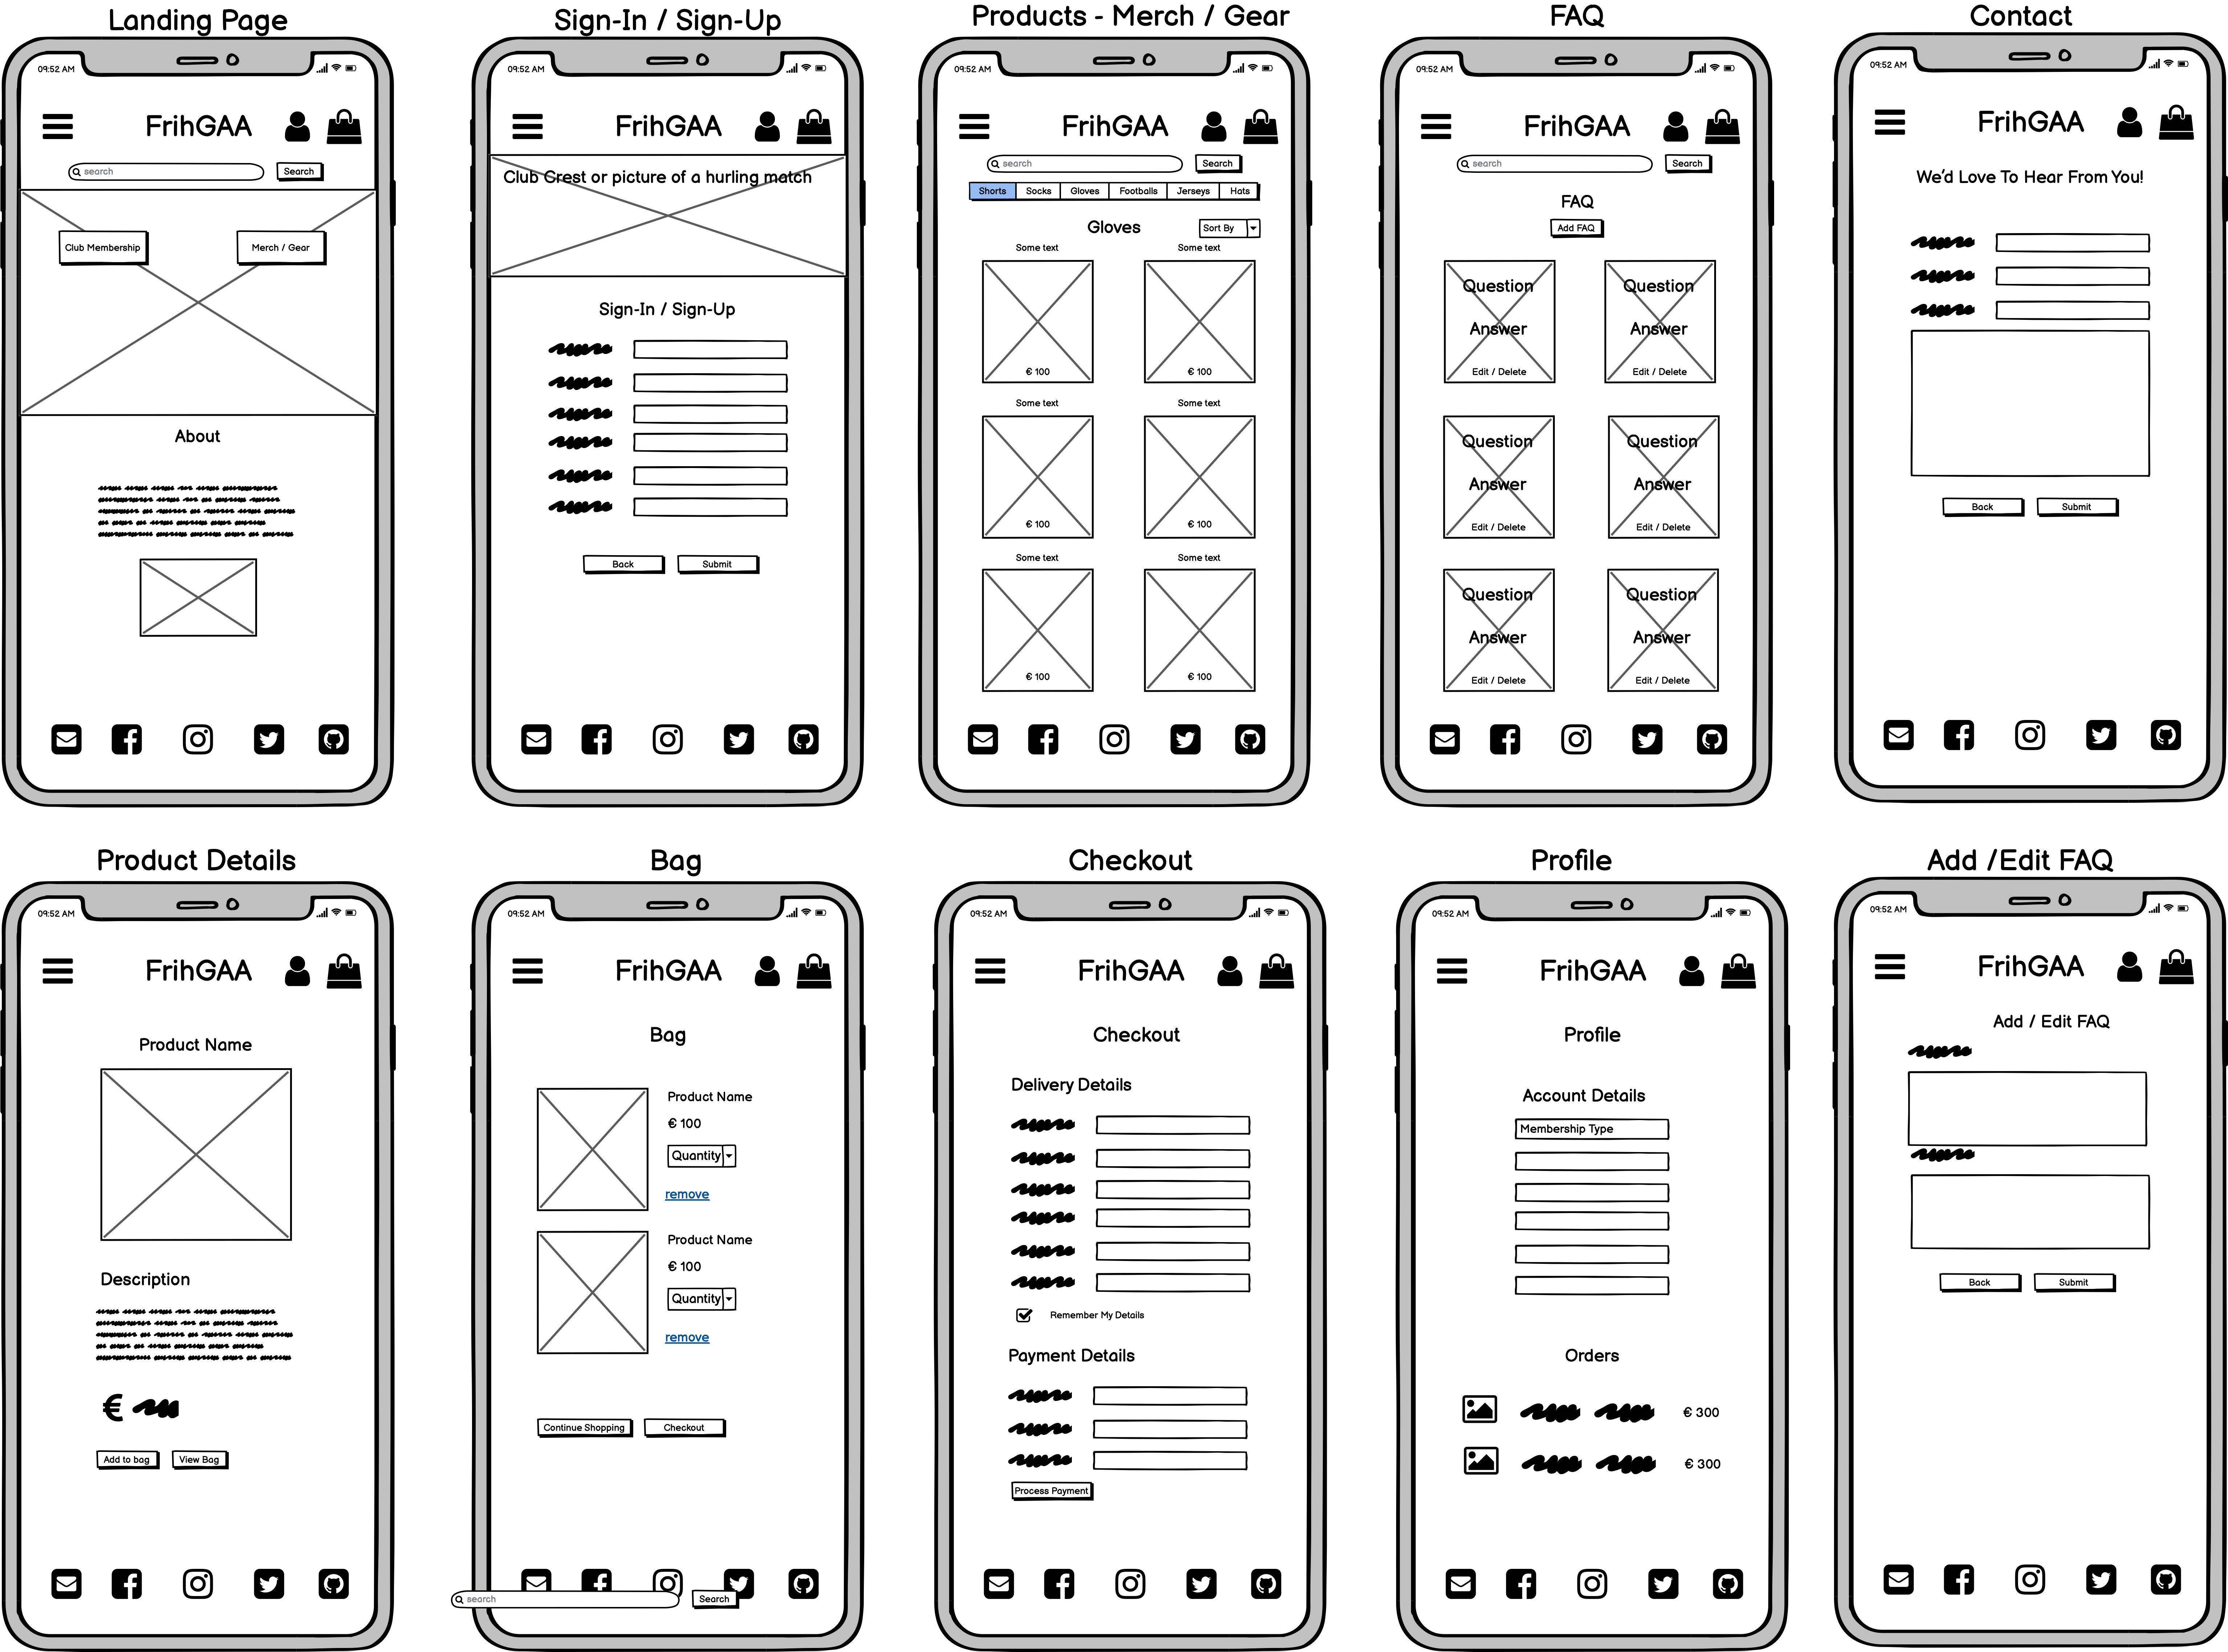 Landing Page
09:52 AM
FrihGAA
search
Search
Club Membership
Merch / Gear
About
Sign-In / Sign-Up
09:52 AM
FrihGAA
Club Crest or picture of a hurling match
Sign-In / Sign-Up
Back
Submit
Products - Merch / Gear
09:52 AM
FrihGAA
search
Search
Shorts
Socks
Gloves
Footballs
Jerseys
Hats
Gloves
Sort By
Some text
Some text
€ 100
€ 100
Some text
Some text
€ 100
€ 100
Some text
Some text
€ 100
€ 100
FAQ
09:52 AM
FrihGAA
search
Search
FAQ
Add FAQ
Question
Answer
Edit / Delete
Question
Answer
Edit / Delete
Question
Answer
Edit / Delete
Question
Answer
Edit / Delete
Question
Answer
Edit / Delete
Question
Answer
Edit / Delete
Contact
09:52 AM
FrihGAA
We'd Love To Hear From You!
Back
Submit
Product Details
09:52 AM
FrihGAA
Product Name
Description
€
Add to bag
View Bag
Bag
09:52 AM
FrihGAA
Bag
Product Name
€ 100
Quantity
remove
Product Name
€ 100
Quantity
remove
Continue Shopping
Checkout
search
Search
Checkout
09:52 AM
FrihGAA
Checkout
Delivery Details
Remember My Details
Payment Details
Process Payment
Profile
09:52 AM
FrihGAA
Profile
Account Details
Membership Type
Orders
€ 300
€ 300
Add /Edit FAQ
09:52 AM
FrihGAA
Add / Edit FAQ
Back
Submit